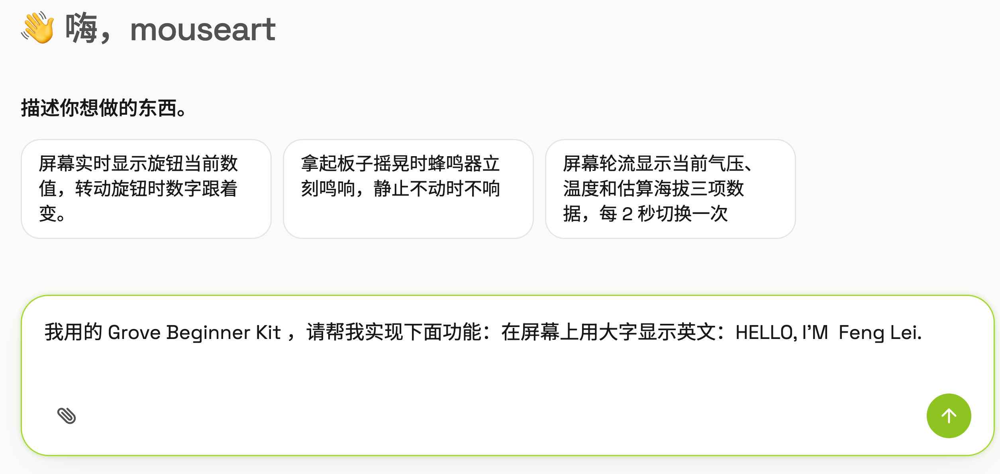 👋 嗨，mouseart
描述你想做的东西。
屏幕实时显示旋钮当前数
值，转动旋钮时数字跟着
变。
拿起板子摇晃时蜂鸣器立
刻鸣响，静止不动时不响
屏幕轮流显示当前气压、
温度和估算海拔三项数
据，每 2 秒切换一次
我用的 Grove Beginner Kit ，请帮我实现下面功能：在屏幕上用大字显示英文：HELLO, I'M  Feng Lei.